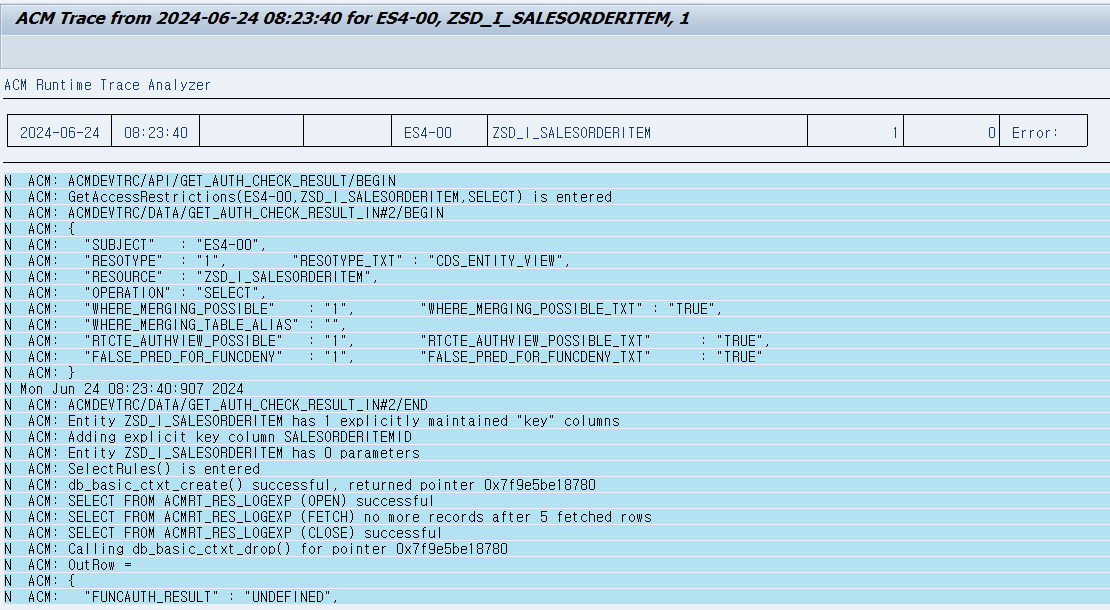 ACM Trace from 2024-06-24 08:23:40 for ES4-00, ZSD_I_SALESORDERITEM, 1
ACM Runtime Trace Analyzer
2024-06-24 08:23:40 ES4-00 ZSD_I_SALESORDERITEM 1 0 Error:
N  ACM: ACMDEVTRC/API/GET_AUTH_CHECK_RESULT/BEGIN
N  ACM: GetAccessRestrictions(ES4-00,ZSD_I_SALESORDERITEM,SELECT) is entered
N  ACM: ACMDEVTRC/DATA/GET_AUTH_CHECK_RESULT_IN#2/BEGIN
N  ACM: {
N  ACM:   "SUBJECT"   : "ES4-00",
N  ACM:   "RESOTYPE"  : "1",        "RESOTYPE_TXT" : "CDS_ENTITY_VIEW",
N  ACM:   "RESOURCE"  : "ZSD_I_SALESORDERITEM",
N  ACM:   "OPERATION" : "SELECT",
N  ACM:   "WHERE_MERGING_POSSIBLE"    : "1",        "WHERE_MERGING_POSSIBLE_TXT" : "TRUE",
N  ACM:   "WHERE_MERGING_TABLE_ALIAS" : "",
N  ACM:   "RTCTE_AUTHVIEW_POSSIBLE"   : "1",        "RTCTE_AUTHVIEW_POSSIBLE_TXT"      : "TRUE",
N  ACM:   "FALSE_PRED_FOR_FUNCDENY"   : "1",        "FALSE_PRED_FOR_FUNCDENY_TXT"      : "TRUE"
N  ACM: }
N Mon Jun 24 08:23:40:907 2024
N  ACM: ACMDEVTRC/DATA/GET_AUTH_CHECK_RESULT_IN#2/END
N  ACM: Entity ZSD_I_SALESORDERITEM has 1 explicitly maintained "key" columns
N  ACM: Adding explicit key column SALESORDERITEMID
N  ACM: Entity ZSD_I_SALESORDERITEM has 0 parameters
N  ACM: SelectRules() is entered
N  ACM: db_basic_ctxt_create() successful, returned pointer 0x7f9e5be18780
N  ACM: SELECT FROM ACMRT_RES_LOGEXP (OPEN) successful
N  ACM: SELECT FROM ACMRT_RES_LOGEXP (FETCH) no more records after 5 fetched rows
N  ACM: SELECT FROM ACMRT_RES_LOGEXP (CLOSE) successful
N  ACM: Calling db_basic_ctxt_drop() for pointer 0x7f9e5be18780
N  ACM: OutRow =
N  ACM: {
N  ACM:   "FUNCAUTH_RESULT" : "UNDEFINED",